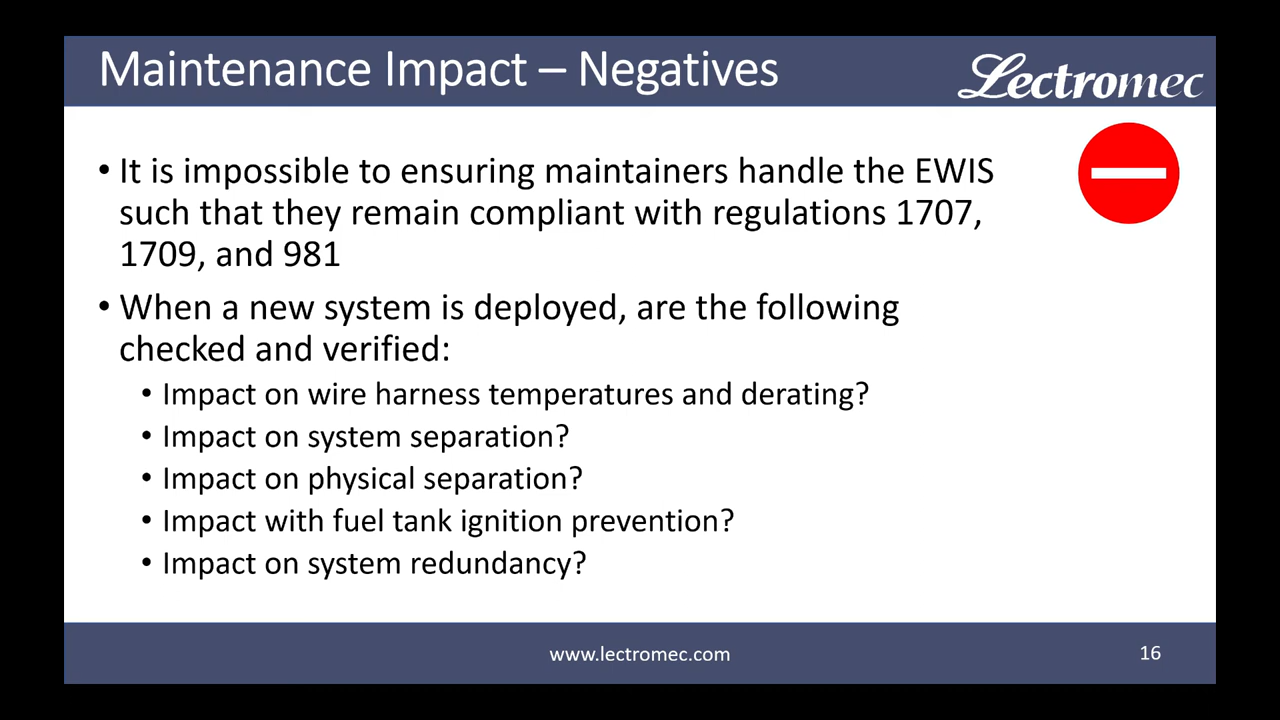 Maintenance Impact – Negatives
Lectromec
• It is impossible to ensuring maintainers handle the EWIS
such that they remain compliant with regulations 1707,
1709, and 981
• When a new system is deployed, are the following
checked and verified:
• Impact on wire harness temperatures and derating?
• Impact on system separation?
• Impact on physical separation?
• Impact with fuel tank ignition prevention?
• Impact on system redundancy?
www.lectromec.com
16